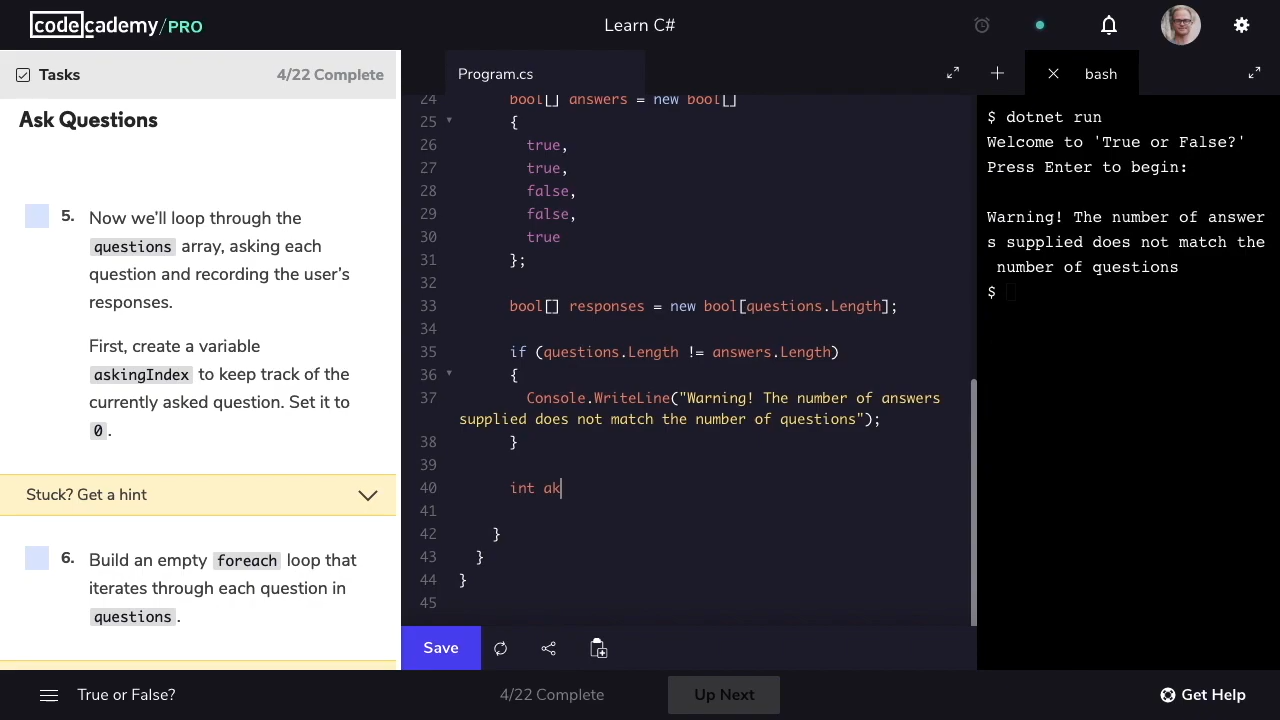 codecademy/PRO
Learn C#
Tasks
4/22 Complete
Ask Questions
5. Now we'll loop through the
questions array, asking each
question and recording the user's
responses.
First, create a variable
askingIndex to keep track of the
currently asked question. Set it to
0.
Stuck? Get a hint
6. Build an empty foreach loop that
iterates through each question in
questions.
Program.cs
24 bool[] answers = new bool[]
25 {
26 true,
27 true,
28 false,
29 false,
30 true
31 };
32
33 bool[] responses = new bool[questions.Length];
34
35 if (questions.Length != answers.Length)
36 {
37 Console.WriteLine("Warning! The number of answers
supplied does not match the number of questions");
38 }
39
40 int ak
41
42 }
43 }
44 }
45
Save
bash
$ dotnet run
Welcome to 'True or False?'
Press Enter to begin:
Warning! The number of answer
s supplied does not match the
number of questions
$
True or False?
4/22 Complete
Up Next
Get Help